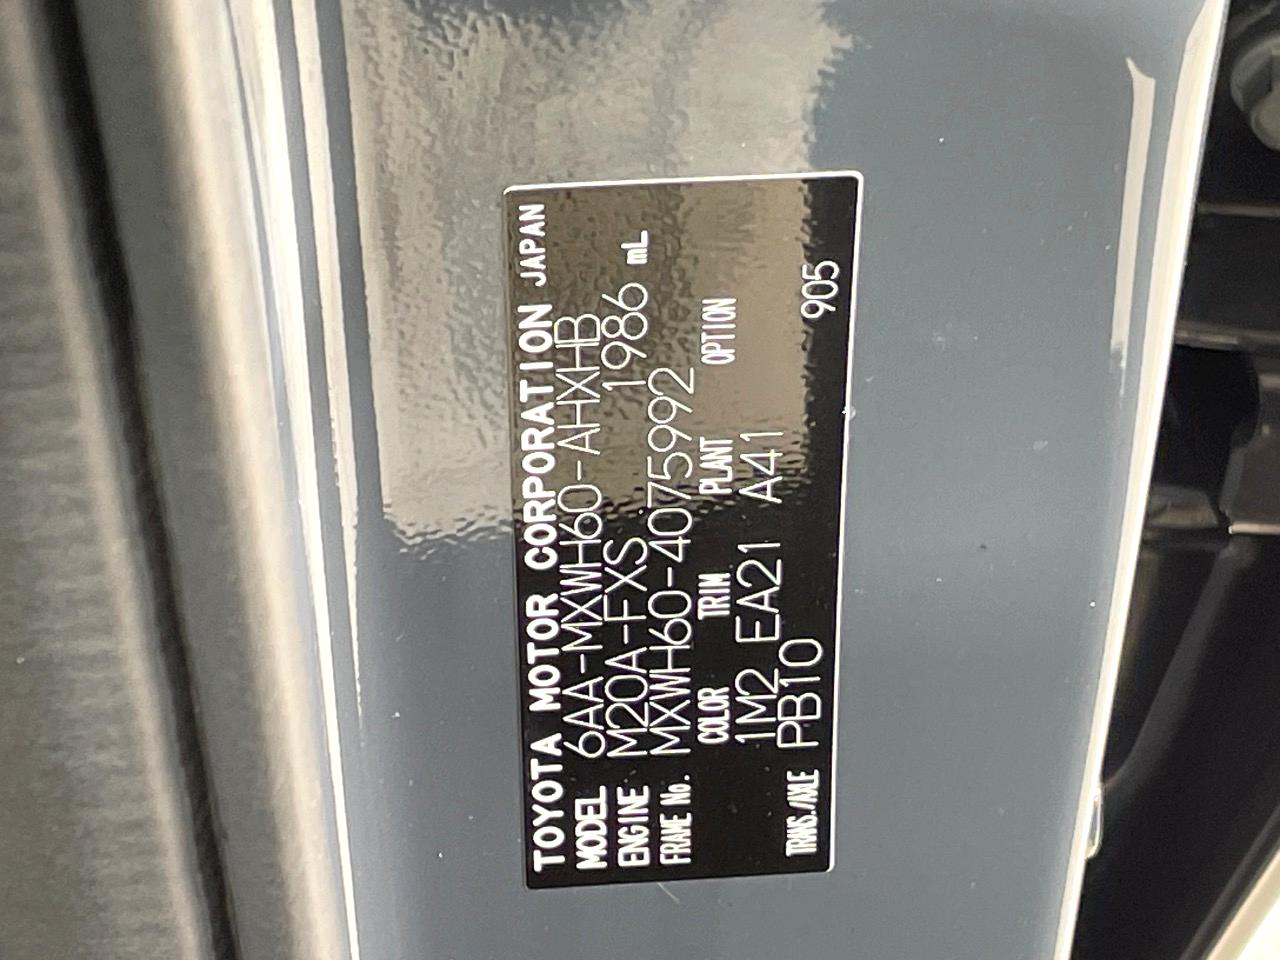 TOYOTA MOTOR CORPORATION JAPAN
MODEL 6AA-MXWH60-AHXHB
ENGINE M20A-FXS 1986 mL
FRAME No. MXWH60-4075992
COLOR TRIM PLANT OPTION
1M2 EA21 A41
TRANS./AXLE PB10 905